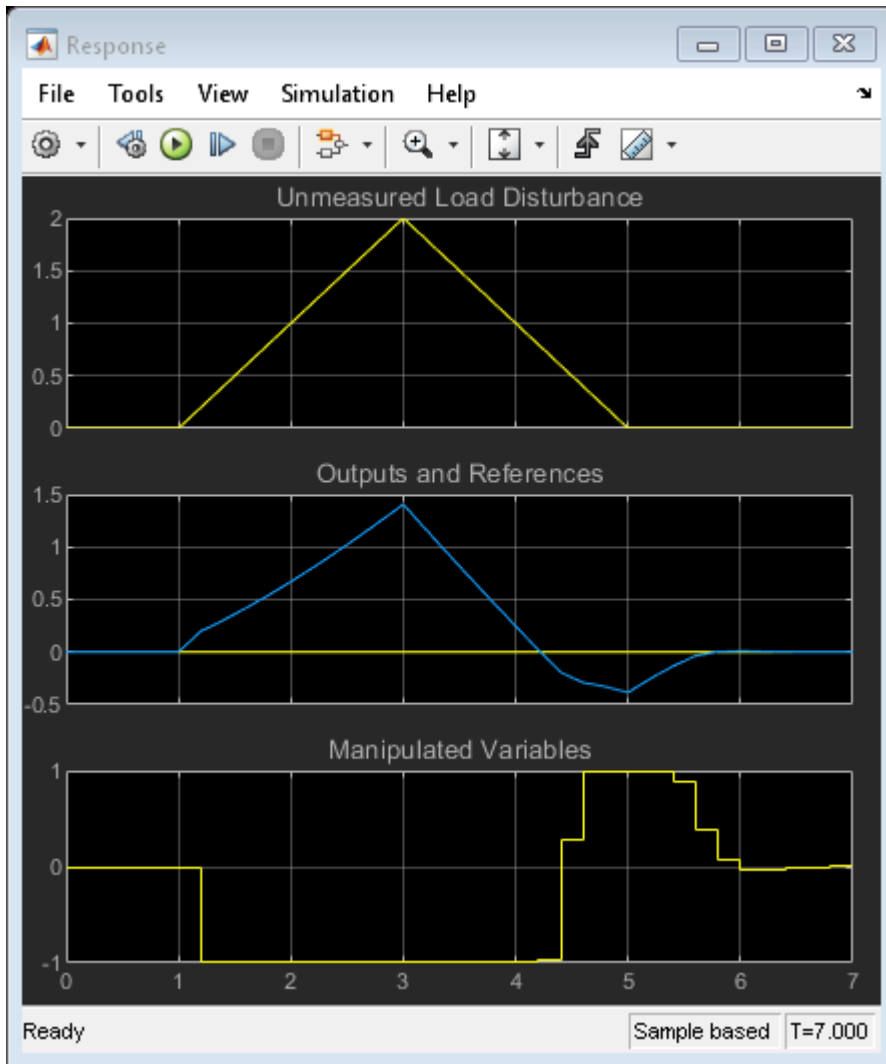 Response
File Tools View Simulation Help
Unmeasured Load Disturbance
2
1.5
1
0.5
0
Outputs and References
1.5
1
0.5
0
-0.5
Manipulated Variables
1
0
-1
0 1 2 3 4 5 6 7
Ready Sample based T=7.000